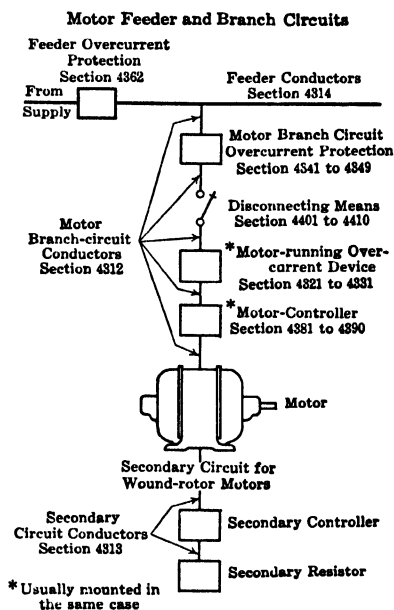 Motor Feeder and Branch Circuits
Feeder Overcurrent
Protection
Section 4362
From
Supply
Feeder Conductors
Section 4314
Motor Branch Circuit
Overcurrent Protection
Section 4341 to 4349
Disconnecting Means
Section 4401 to 4410
Motor
Branch-circuit
Conductors
Section 4312
*Motor-running Over-
current Device
Section 4321 to 4331
*Motor-Controller
Section 4381 to 4390
Motor
Secondary Circuit for
Wound-rotor Motors
Secondary
Circuit Conductors
Section 4313
Secondary Controller
Secondary Resistor
*Usually mounted in
the same case